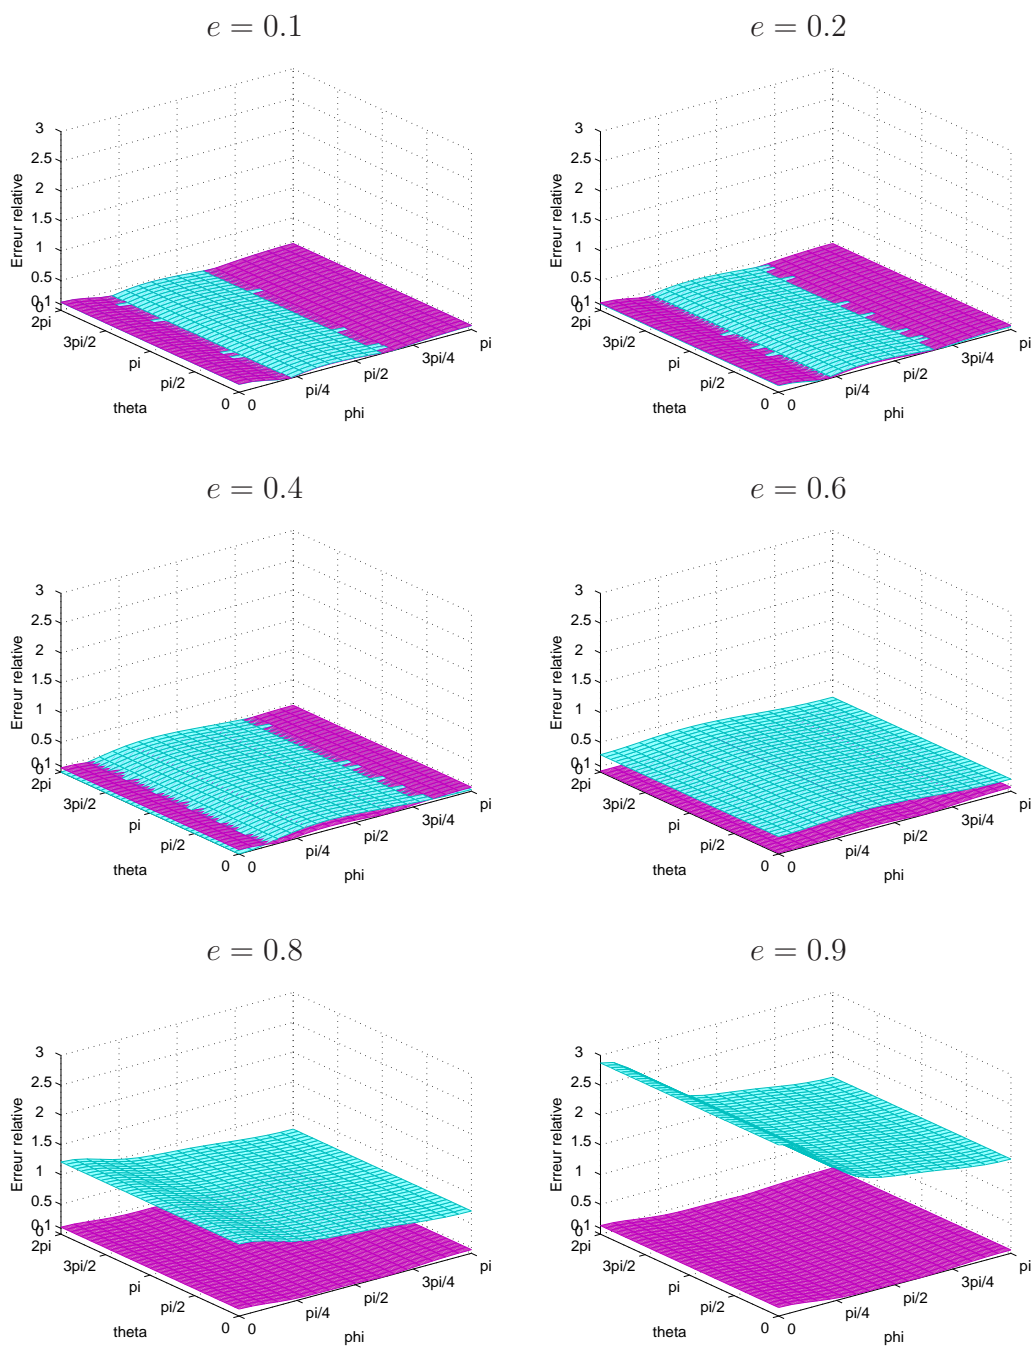 e = 0.1
3
2.5
2
1.5
1
0.5
0.1
0
Erreur relative
2pi
3pi/2
pi
pi/2
0
theta
0
pi/4
pi/2
3pi/4
pi
phi
e = 0.2
3
2.5
2
1.5
1
0.5
0.1
0
Erreur relative
2pi
3pi/2
pi
pi/2
0
theta
0
pi/4
pi/2
3pi/4
pi
phi
e = 0.4
3
2.5
2
1.5
1
0.5
0.1
0
Erreur relative
2pi
3pi/2
pi
pi/2
0
theta
0
pi/4
pi/2
3pi/4
pi
phi
e = 0.6
3
2.5
2
1.5
1
0.5
0.1
0
Erreur relative
2pi
3pi/2
pi
pi/2
0
theta
0
pi/4
pi/2
3pi/4
pi
phi
e = 0.8
3
2.5
2
1.5
1
0.5
0.1
0
Erreur relative
2pi
3pi/2
pi
pi/2
0
theta
0
pi/4
pi/2
3pi/4
pi
phi
e = 0.9
3
2.5
2
1.5
1
0.5
0.1
0
Erreur relative
2pi
3pi/2
pi
pi/2
0
theta
0
pi/4
pi/2
3pi/4
pi
phi